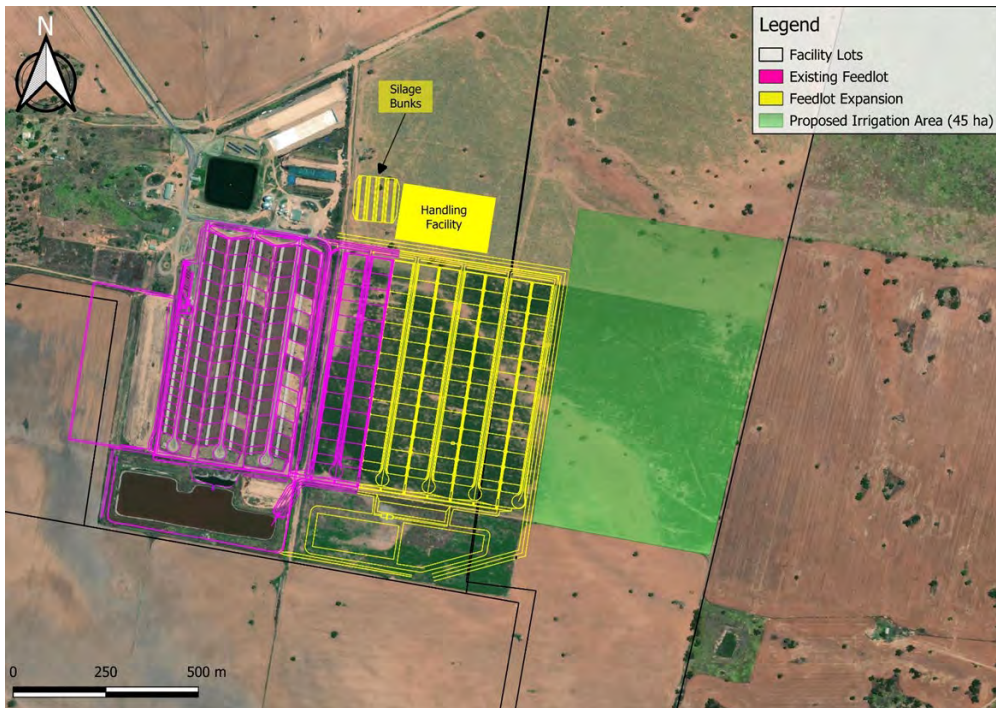 N
Silage
Bunks
Handling
Facility
Legend
Facility Lots
Existing Feedlot
Feedlot Expansion
Proposed Irrigation Area (45 ha)
0 250 500 m